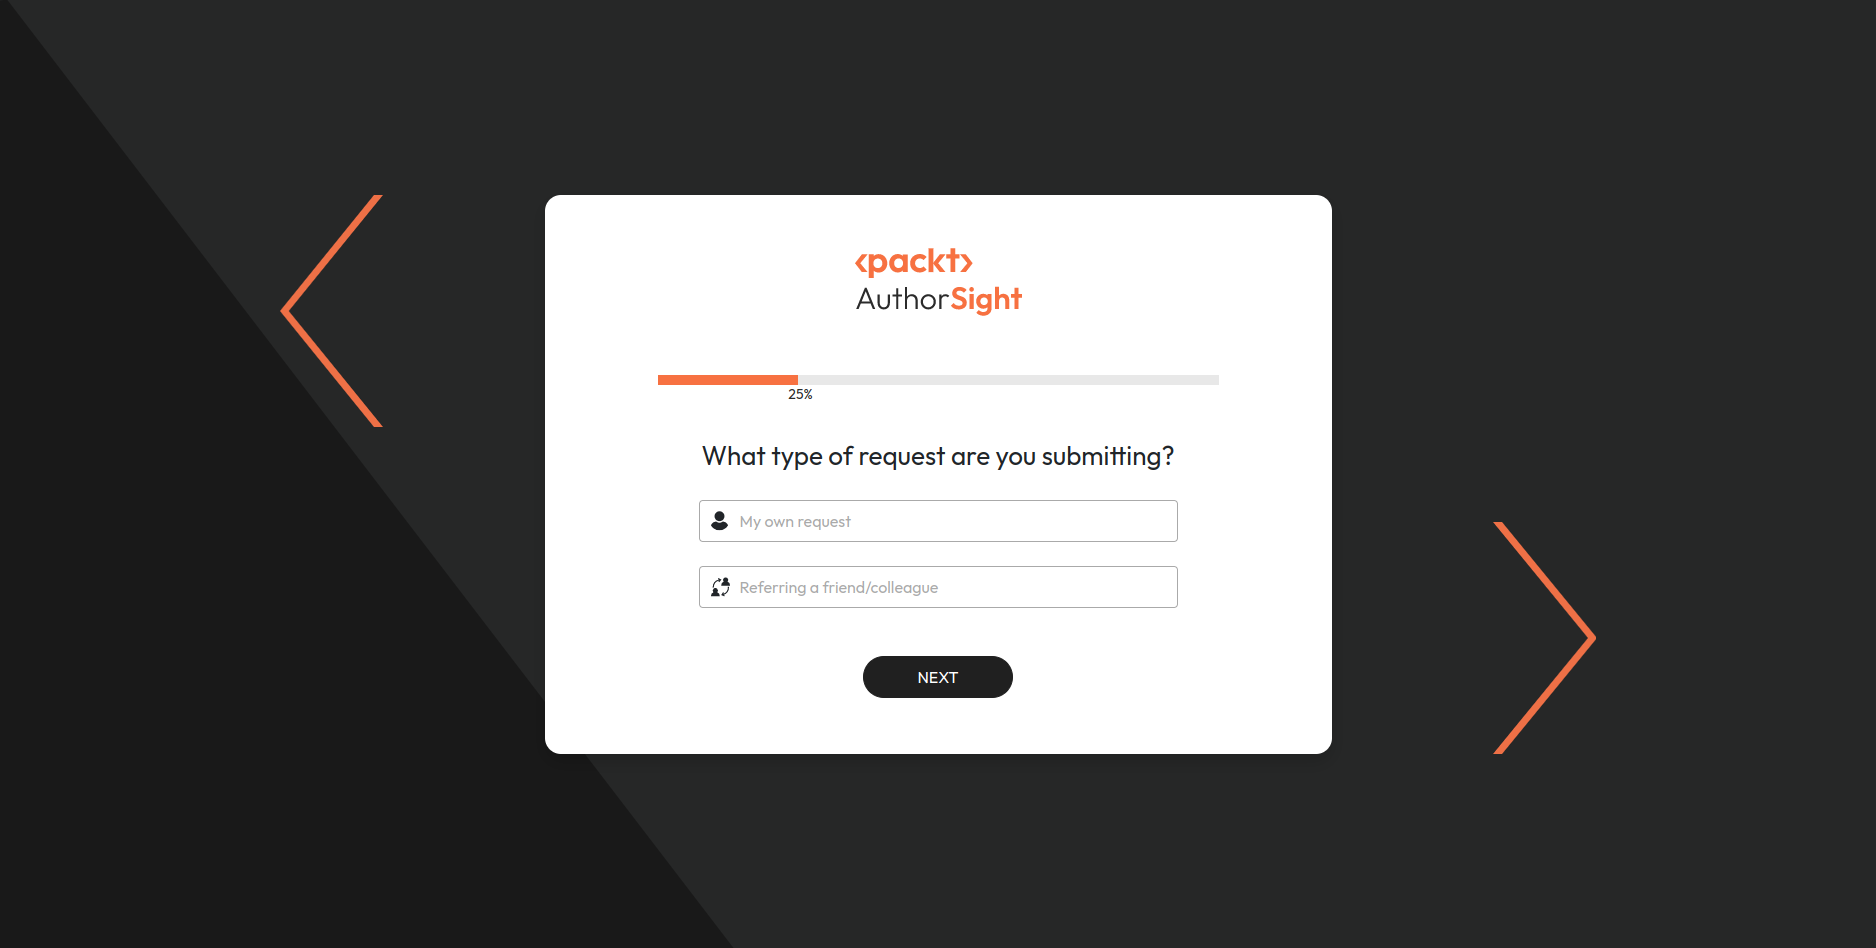 <packt>
AuthorSight
25%
What type of request are you submitting?
My own request
Referring a friend/colleague
NEXT